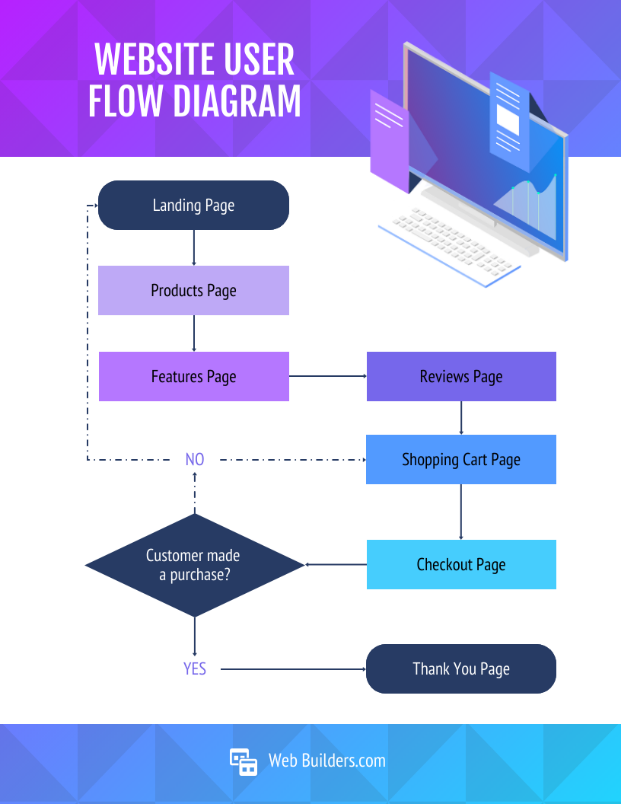 WEBSITE USER
FLOW DIAGRAM
Landing Page
Products Page
Features Page
Reviews Page
NO
Shopping Cart Page
Customer made
a purchase?
Checkout Page
YES
Thank You Page
Web Builders.com